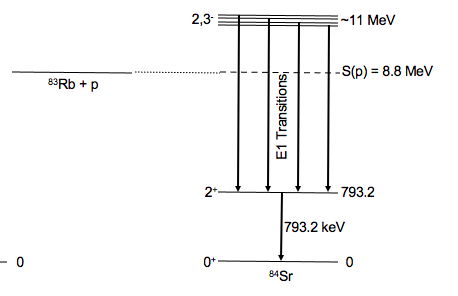 2,3⁻
~11 MeV
S(p) = 8.8 MeV
⁸³Rb + p
E1 Transitions
2⁺
793.2
793.2 keV
0
0⁺
0
⁸⁴Sr